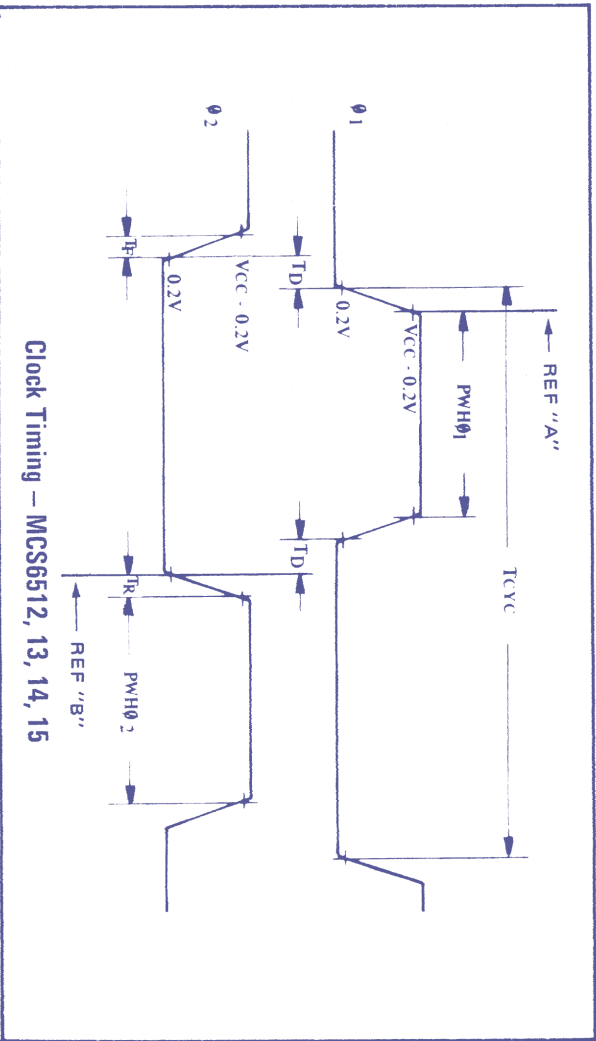 REF "A"
TCYC
PWHØ1
VCC - 0.2V
Ø1
0.2V
TD
TD
VCC - 0.2V
Ø2
0.2V
TF
TR
PWHØ2
REF "B"
Clock Timing – MCS6512, 13, 14, 15